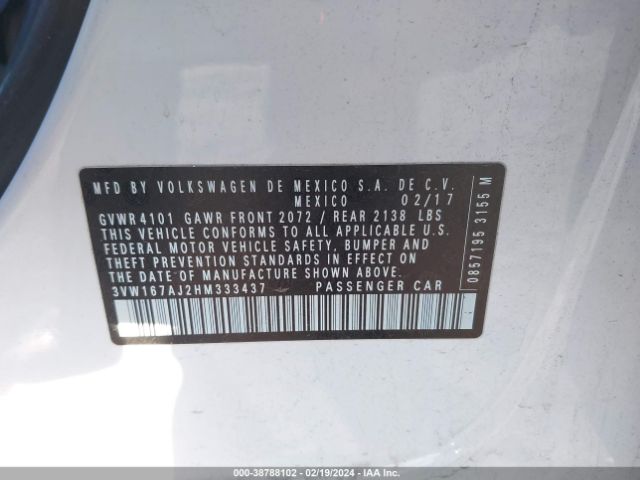 MFD BY VOLKSWAGEN DE MEXICO S.A. DE C.V.
MEXICO 02/17
GVWR 4101 GAWR FRONT 2072 / REAR 2138 LBS
THIS VEHICLE CONFORMS TO ALL APPLICABLE U.S.
FEDERAL MOTOR VEHICLE SAFETY, BUMPER AND
THEFT PREVENTION STANDARDS IN EFFECT ON
THE DATE OF MANUFACTURE SHOWN ABOVE.
3VW167AJ2HM333437 PASSENGER CAR
0857195 3155 M
000-38788102 - 02/19/2024 - IAA Inc.